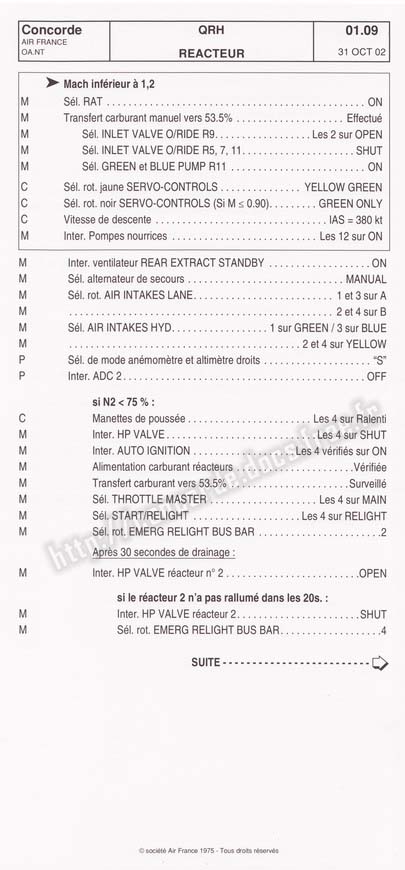 Concorde QRH 01.09
AIR FRANCE
OA.NT REACTEUR 31 OCT 02
Mach inférieur à 1,2
M Sél. RAT . . . ON
M Transfert carburant manuel vers 53.5% . . . Effectué
M Sél. INLET VALVE O/RIDE R9 . . . Les 2 sur OPEN
M Sél. INLET VALVE O/RIDE R5, 7, 11 . . . SHUT
M Sél. GREEN et BLUE PUMP R11 . . . ON
C Sél. rot. jaune SERVO-CONTROLS . . . YELLOW GREEN
C Sél. rot. noir SERVO-CONTROLS (Si M ≤ 0.90) . . . GREEN ONLY
C Vitesse de descente . . . IAS = 380 kt
M Inter. Pompes nourrices . . . Les 12 sur ON
M Inter. ventilateur REAR EXTRACT STANDBY . . . ON
M Sél. alternateur de secours . . . MANUAL
M Sél. rot. AIR INTAKES LANE . . . 1 et 3 sur A
M . . . 2 et 4 sur B
M Sél. AIR INTAKES HYD . . . 1 sur GREEN / 3 sur BLUE
M . . . 2 et 4 sur YELLOW
P Sél. de mode anémomètre et altimètre droits . . . “S”
P Inter. ADC 2 . . . OFF
si N2 < 75 % :
C Manettes de poussée . . . Les 4 sur Ralenti
M Inter. HP VALVE . . . Les 4 sur SHUT
M Inter. AUTO IGNITION . . . Les 4 vérifiés sur ON
M Alimentation carburant réacteurs . . . Vérifiée
M Transfert carburant vers 53.5% . . . Surveillé
M Sél. THROTTLE MASTER . . . Les 4 sur MAIN
M Sél. START/RELIGHT . . . Les 4 sur RELIGHT
M Sél. rot. EMERG RELIGHT BUS BAR . . . 2
Après 30 secondes de drainage :
M Inter. HP VALVE réacteur n° 2 . . . OPEN
si le réacteur 2 n'a pas rallumé dans les 20s. :
M Inter. HP VALVE réacteur 2 . . . SHUT
M Sél. rot. EMERG RELIGHT BUS BAR . . . 4
SUITE
© société Air France 1975 - Tous droits réservés